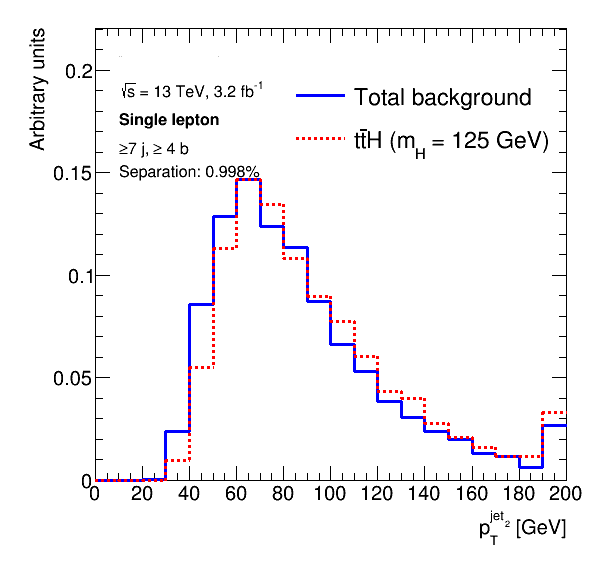 Arbitrary units
0.2
0.15
0.1
0.05
0
√s = 13 TeV, 3.2 fb⁻¹
Single lepton
≥7 j, ≥ 4 b
Separation: 0.998%
Total background
tt̄H (m_H = 125 GeV)
0 20 40 60 80 100 120 140 160 180 200
p_T^jet_2 [GeV]